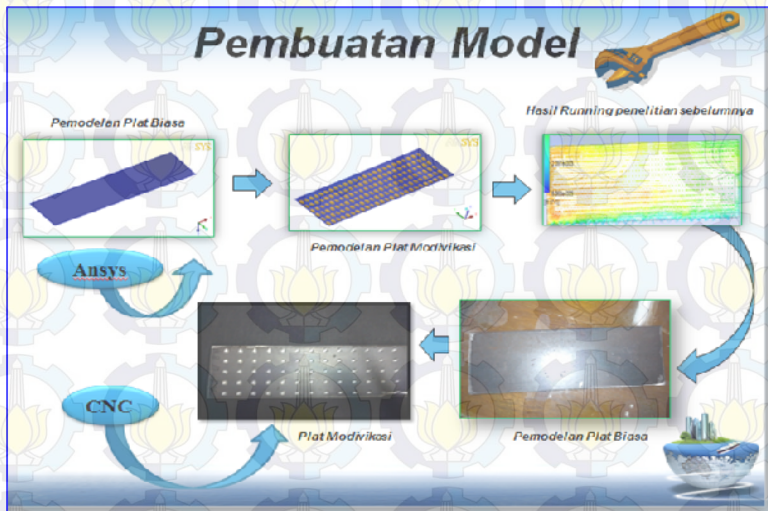 Pembuatan Model
Pemodelan Plat Biasa
Hasil Running penelitian sebelumnya
Pemodelan Plat Modivikasi
Ansys
CNC
Plat Modivikasi
Pemodelan Plat Biasa